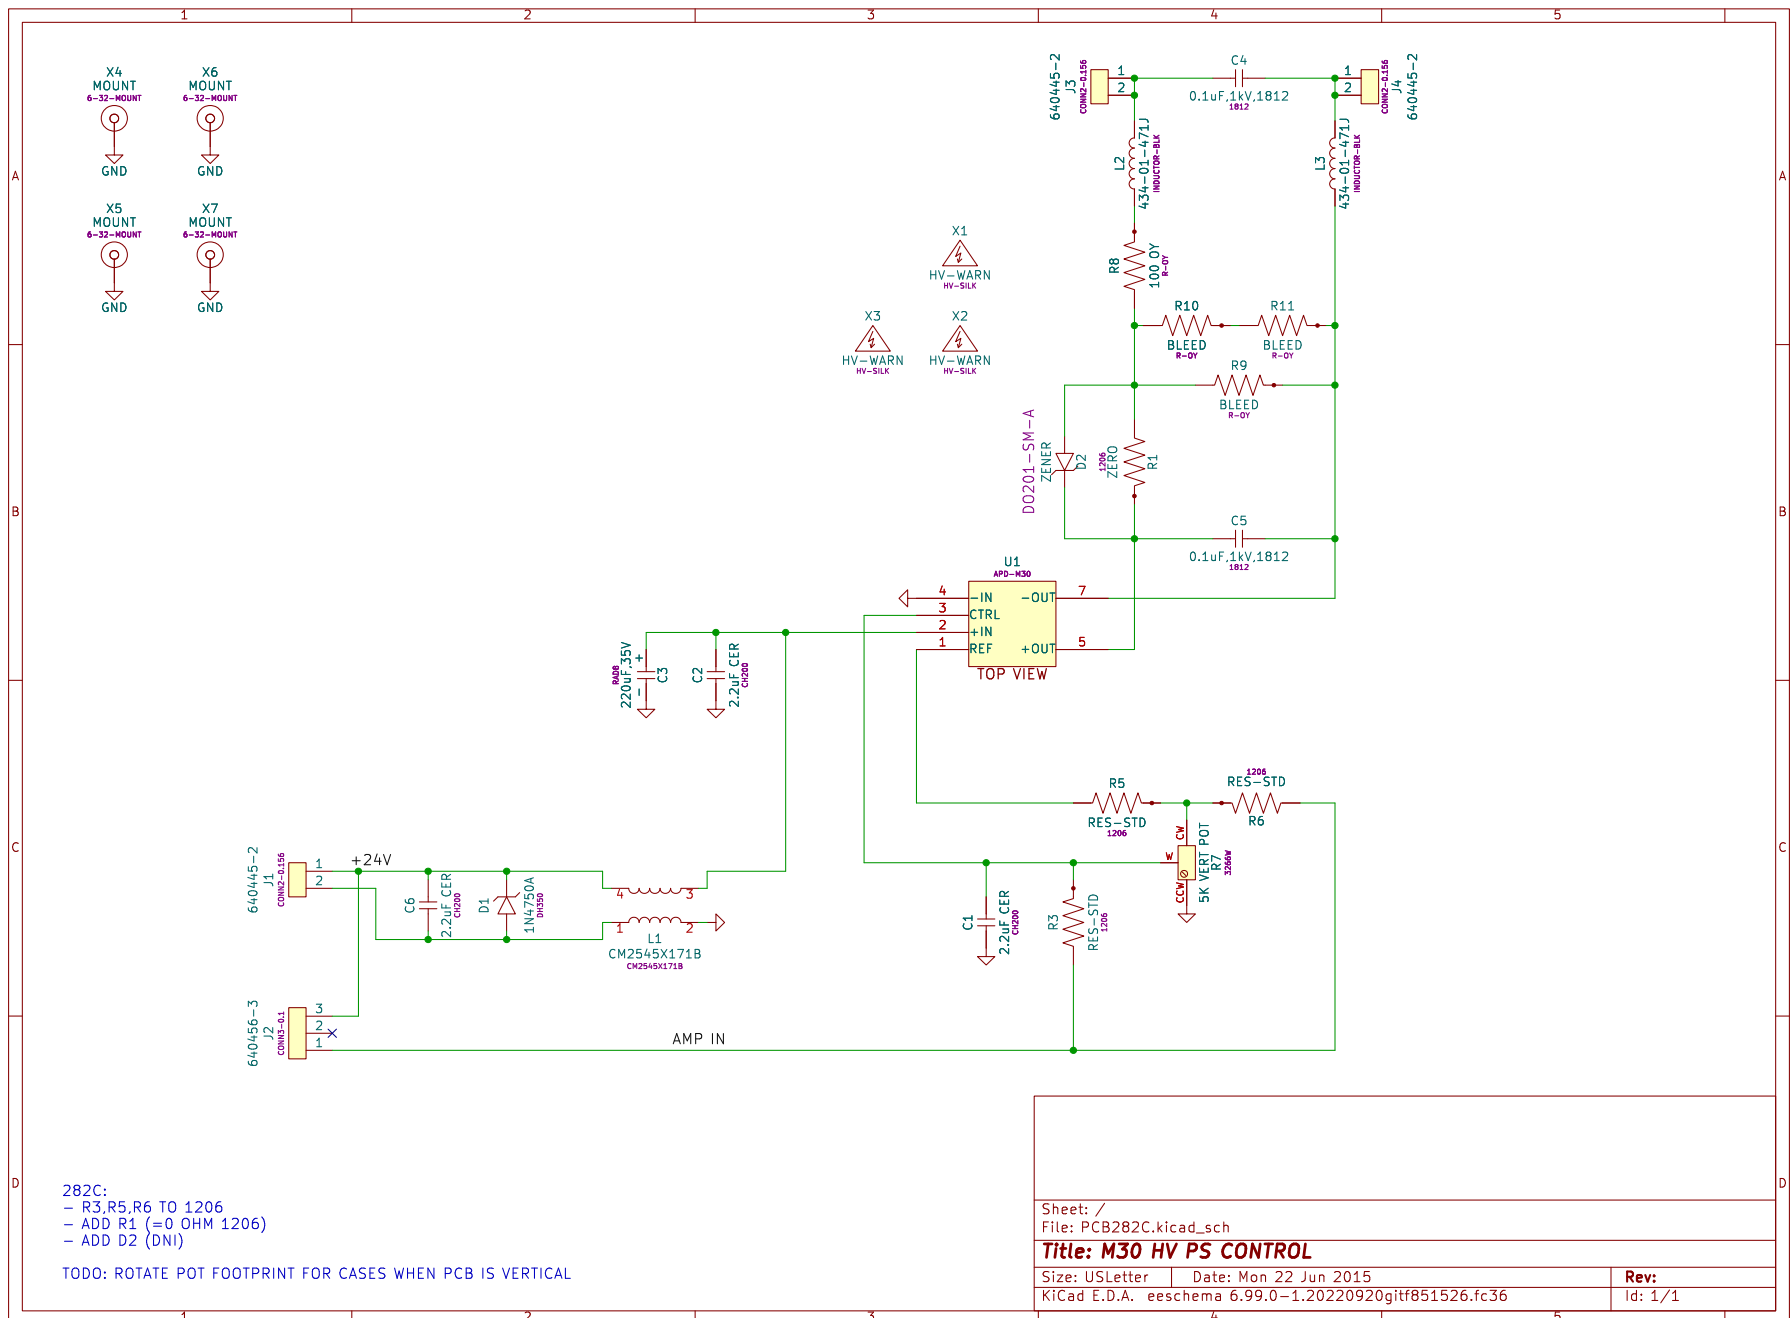 1 2 3 4 5
A
B
C
D
A
B
C
D
X4
MOUNT
6-32-MOUNT
GND
X6
MOUNT
6-32-MOUNT
GND
X5
MOUNT
6-32-MOUNT
GND
X7
MOUNT
6-32-MOUNT
GND
X1
HV-WARN
HV-SILK
X3
HV-WARN
HV-SILK
X2
HV-WARN
HV-SILK
640445-2
J3
CONN2-0.156
1
2
C4
0.1uF,1kV,1812
1812
1
2
CONN2-0.156
J4
640445-2
L2
434-01-471J
INDUCTOR-BLK
L3
434-01-471J
INDUCTOR-BLK
R8
100 OY
R-OY
R10
BLEED
R-OY
R11
BLEED
R-OY
R9
BLEED
R-OY
DO201-SM-A
ZENER
D2
1206
ZERO
R1
C5
0.1uF,1kV,1812
1812
U1
APD-M30
4 -IN
3 CTRL
2 +IN
1 REF
-OUT 7
+OUT 5
TOP VIEW
RAD8
220uF,35V
+
-
C3
C2
2.2uF CER
CH200
R5
RES-STD
1206
1206
RES-STD
R6
CW
W
CCW
5K VERT POT
R7
3266W
C1
2.2uF CER
CH200
R3
RES-STD
1206
640445-2
J1
CONN2-0.156
1
2
+24V
C6
2.2uF CER
CH200
D1
1N4750A
DH35D
4 3
1 2
L1
CM2545X171B
CM2545X171B
640456-3
J2
CONN3-0.1
3
2
1
AMP IN
282C:
- R3,R5,R6 TO 1206
- ADD R1 (=0 OHM 1206)
- ADD D2 (DNI)
TODO: ROTATE POT FOOTPRINT FOR CASES WHEN PCB IS VERTICAL
Sheet: /
File: PCB282C.kicad_sch
Title: M30 HV PS CONTROL
Size: USLetter Date: Mon 22 Jun 2015 Rev:
KiCad E.D.A. eeschema 6.99.0-1.20220920gitf851526.fc36 Id: 1/1
1 2 3 4 5